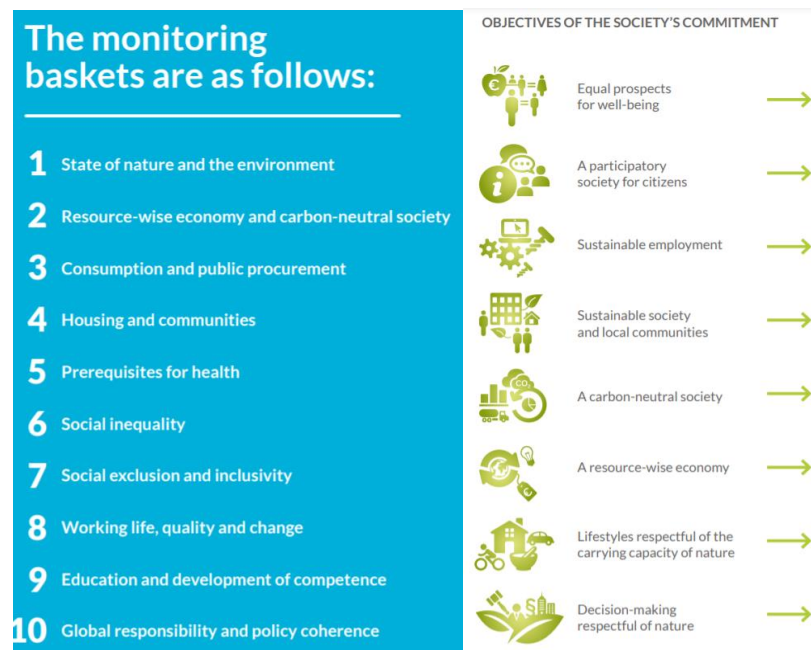 The monitoring
baskets are as follows:
1 State of nature and the environment
2 Resource-wise economy and carbon-neutral society
3 Consumption and public procurement
4 Housing and communities
5 Prerequisites for health
6 Social inequality
7 Social exclusion and inclusivity
8 Working life, quality and change
9 Education and development of competence
10 Global responsibility and policy coherence
OBJECTIVES OF THE SOCIETY'S COMMITMENT
€
Equal prospects
for well-being
i
A participatory
society for citizens
Sustainable employment
Sustainable society
and local communities
CO₂
A carbon-neutral society
€
A resource-wise economy
Lifestyles respectful of the
carrying capacity of nature
§
Decision-making
respectful of nature